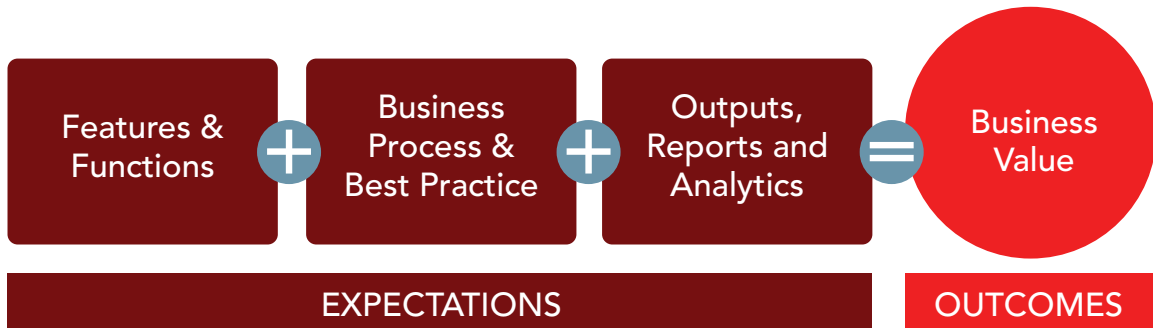 Features &
Functions
+
Business
Process &
Best Practice
+
Outputs,
Reports and
Analytics
=
Business
Value
EXPECTATIONS
OUTCOMES